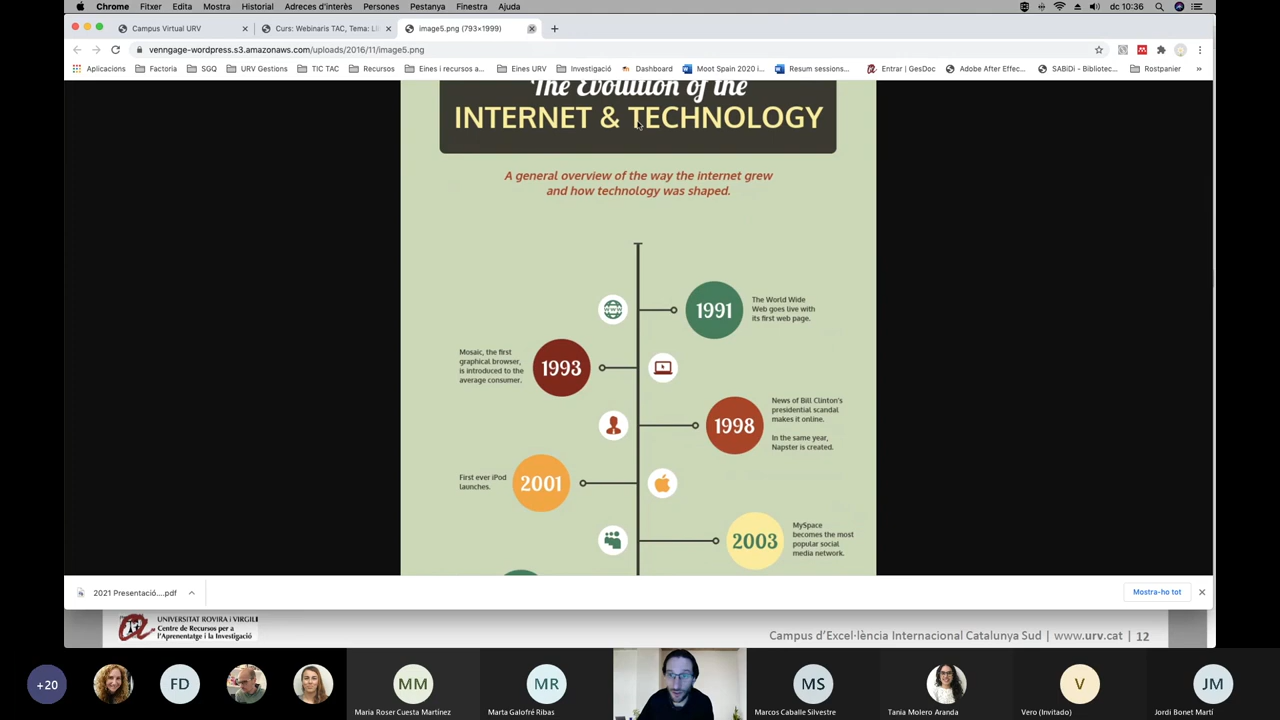 Chrome Fitxer Edita Mostra Historial Adreces d'interès Persones Pestanya Finestra Ajuda dc 10:36
Campus Virtual URV × Curs: Webinaris TAC, Tema: Lli × image5.png (793×1999) × +
venngage-wordpress.s3.amazonaws.com/uploads/2016/11/image5.png
Aplicacions Factoria SGQ URV Gestions TIC TAC Recursos Eines i recursos a... Eines URV Investigació Dashboard Moot Spain 2020 i... Resum sessions... Entrar | GesDoc Adobe After Effec... SABiDi - Bibliotec... Rostpanier »
The Evolution of the
INTERNET & TECHNOLOGY
A general overview of the way the internet grew
and how technology was shaped.
WWW
1991
The World Wide
Web goes live with
its first web page.
Mosaic, the first
graphical browser,
is introduced to the
average consumer.
1993
1998
News of Bill Clinton's
presidential scandal
makes it online.
In the same year,
Napster is created.
First ever iPod
launches.
2001
2003
MySpace
becomes the most
popular social
media network.
2021 Presentació....pdf
Mostra-ho tot
UNIVERSITAT ROVIRA i VIRGILI
Centre de Recursos per a
l'Aprenentatge i la Investigació
Campus d'Excel·lència Internacional Catalunya Sud | www.urv.cat | 12
+20 FD MM MR MS V JM
Maria Roser Cuesta Martínez Marta Galofré Ribas Marcos Caballe Silvestre Tania Molero Aranda Vero (Invitado) Jordi Bonet Martí